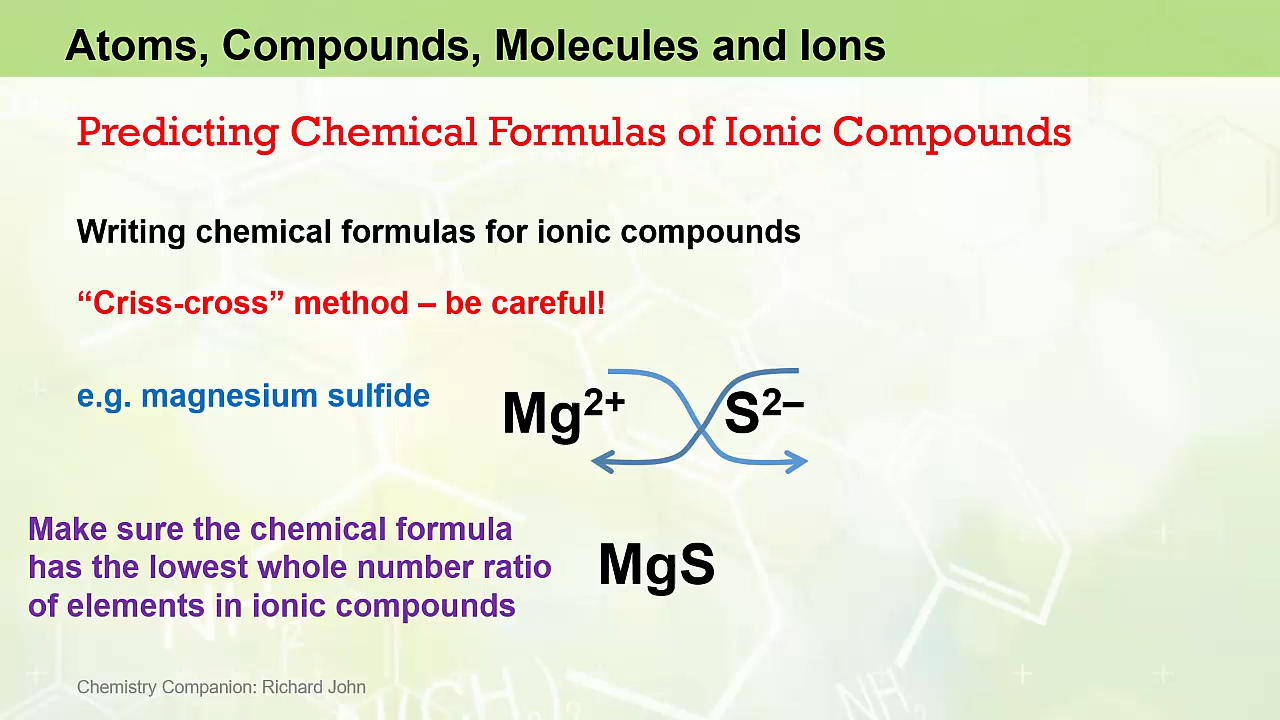 Atoms, Compounds, Molecules and Ions
Predicting Chemical Formulas of Ionic Compounds
Writing chemical formulas for ionic compounds
“Criss-cross” method – be careful!
e.g. magnesium sulfide
Mg²⁺ S²⁻
Make sure the chemical formula
has the lowest whole number ratio
of elements in ionic compounds
MgS
Chemistry Companion: Richard John